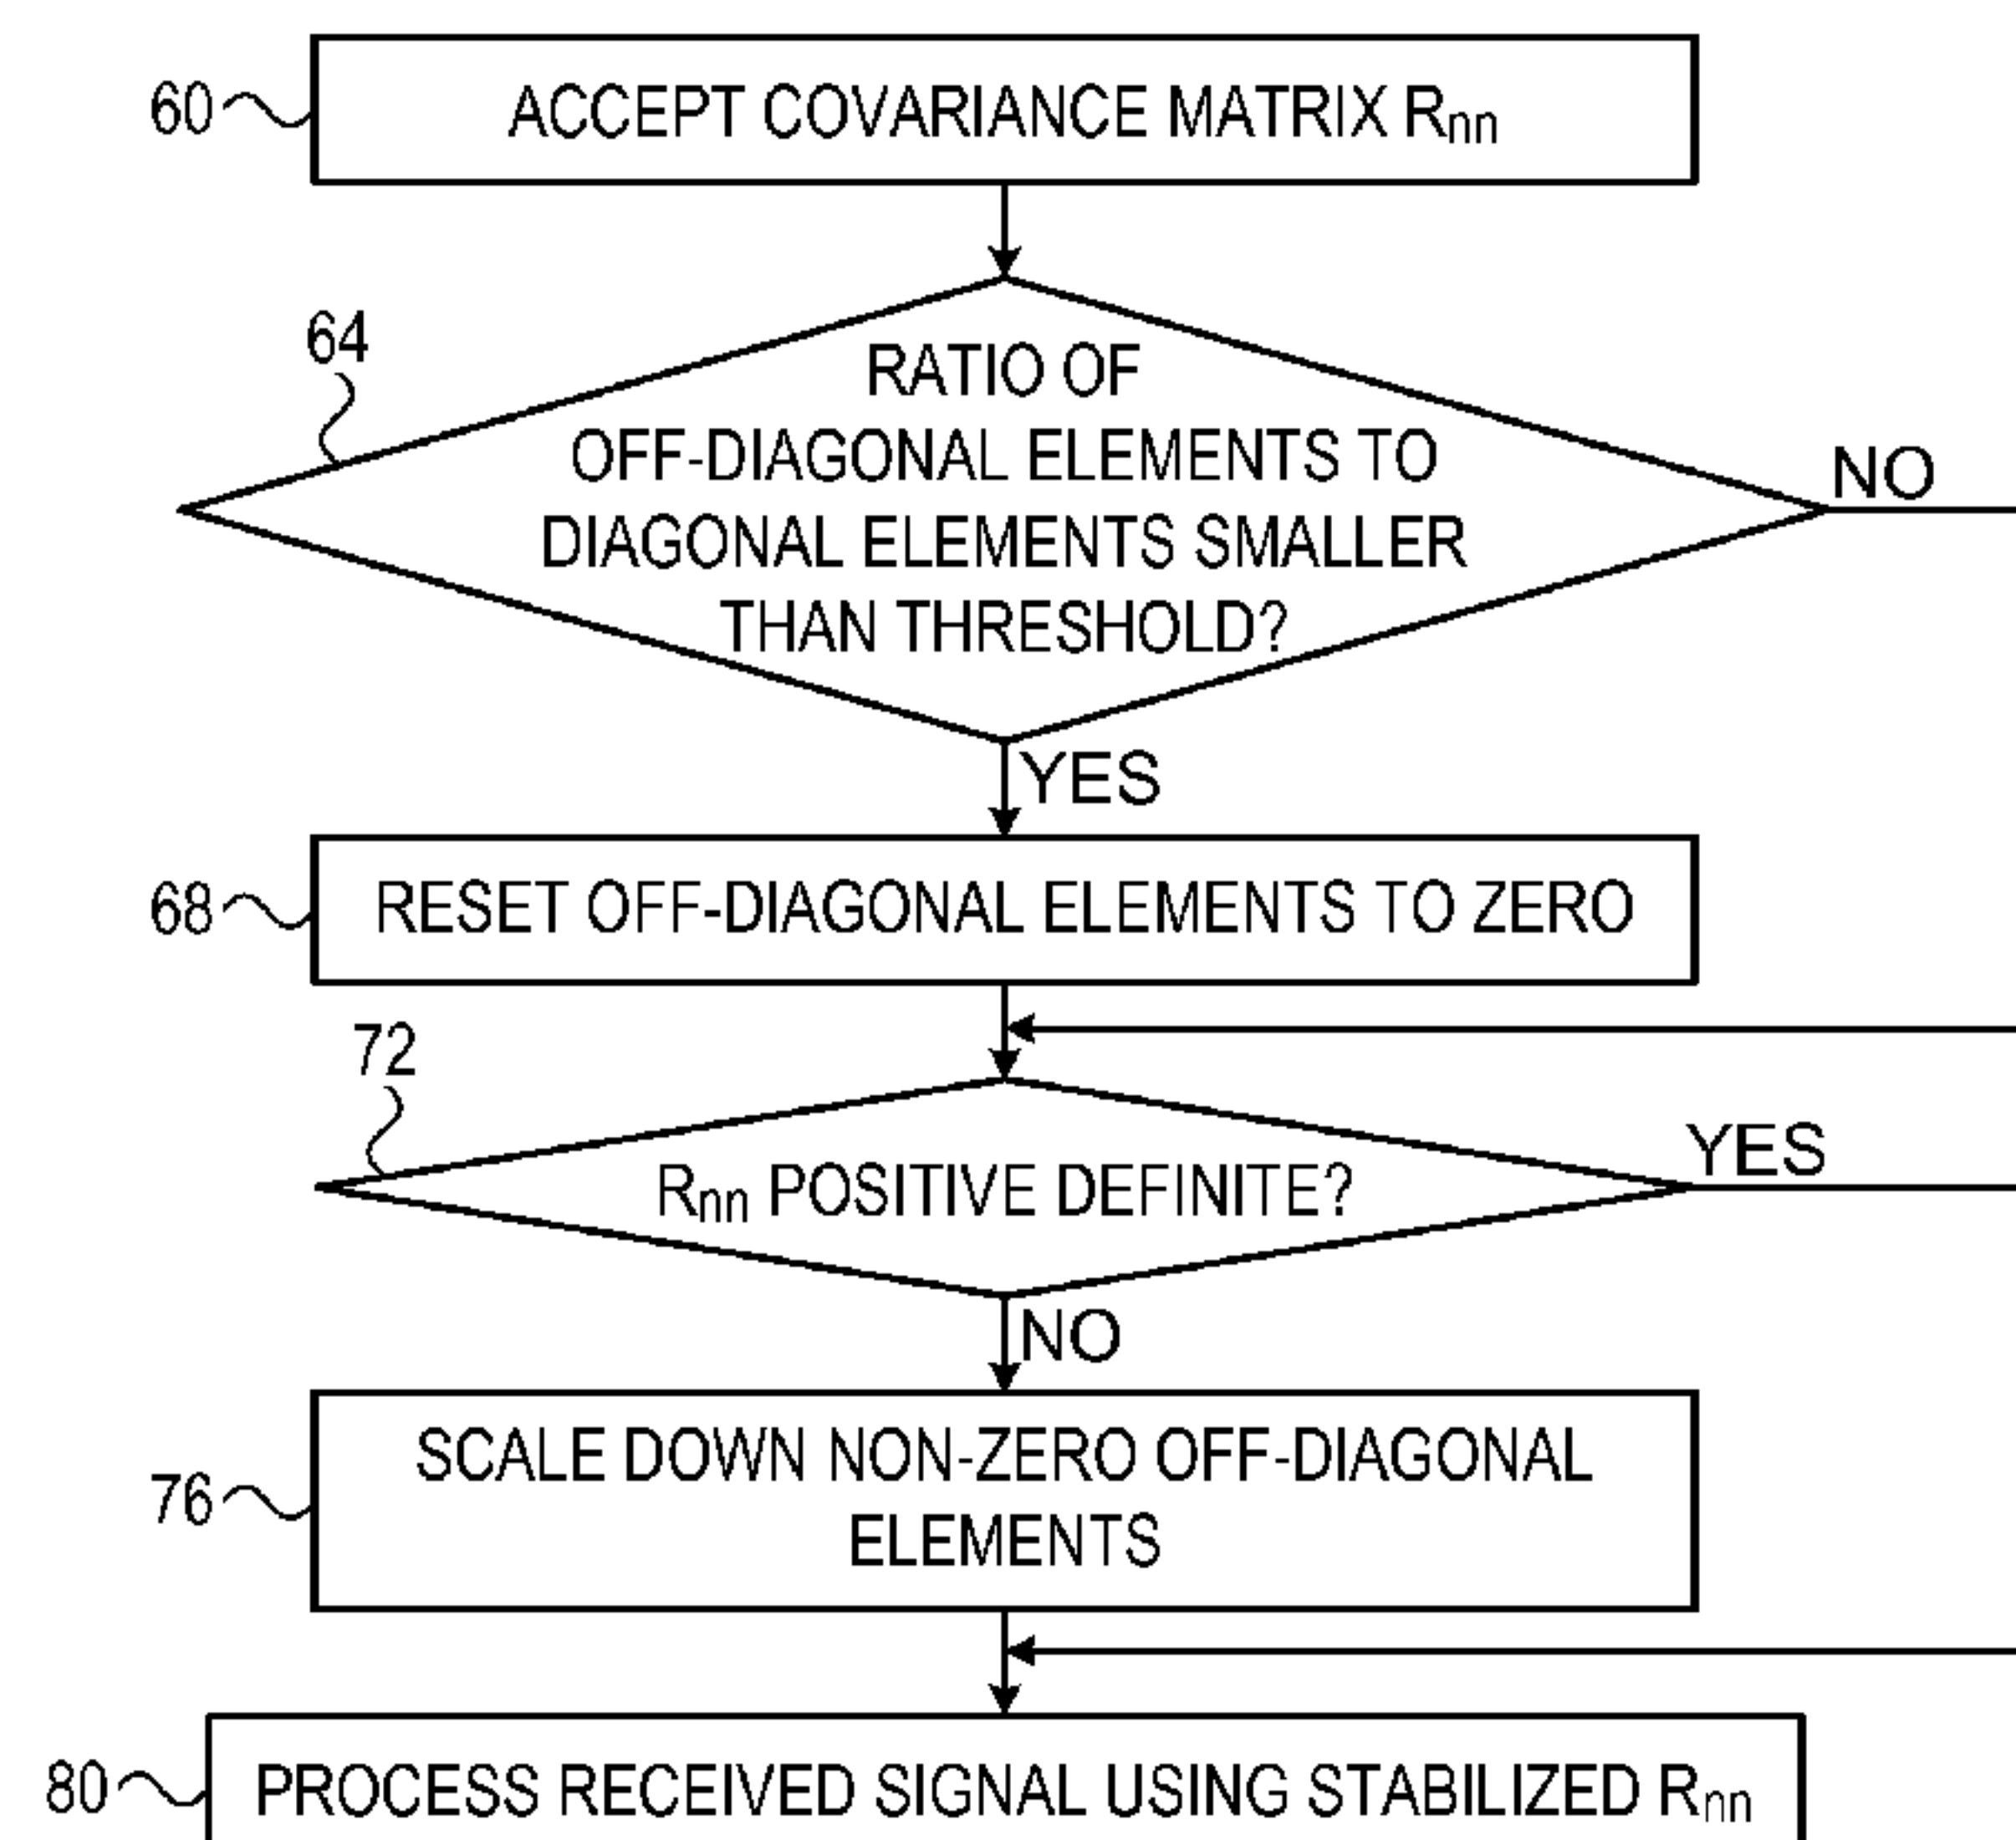 60
ACCEPT COVARIANCE MATRIX Rnn
64
RATIO OF
OFF-DIAGONAL ELEMENTS TO
DIAGONAL ELEMENTS SMALLER
THAN THRESHOLD?
NO
YES
68
RESET OFF-DIAGONAL ELEMENTS TO ZERO
72
Rnn POSITIVE DEFINITE?
YES
NO
76
SCALE DOWN NON-ZERO OFF-DIAGONAL
ELEMENTS
80
PROCESS RECEIVED SIGNAL USING STABILIZED Rnn